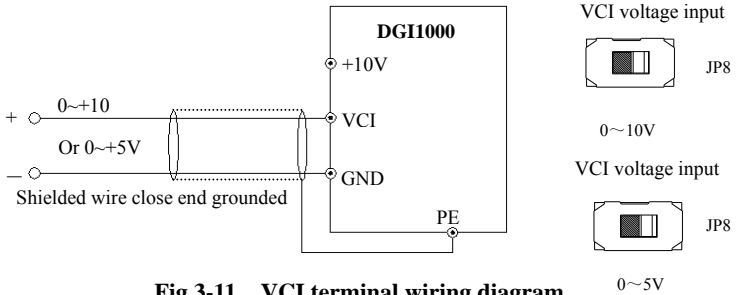 DGI1000
+10V
+
0~+10
VCI
Or 0~+5V
—
GND
Shielded wire close end grounded
PE
VCI voltage input
JP8
0～10V
VCI voltage input
JP8
0～5V
Fig 3-11 VCI terminal wiring diagram